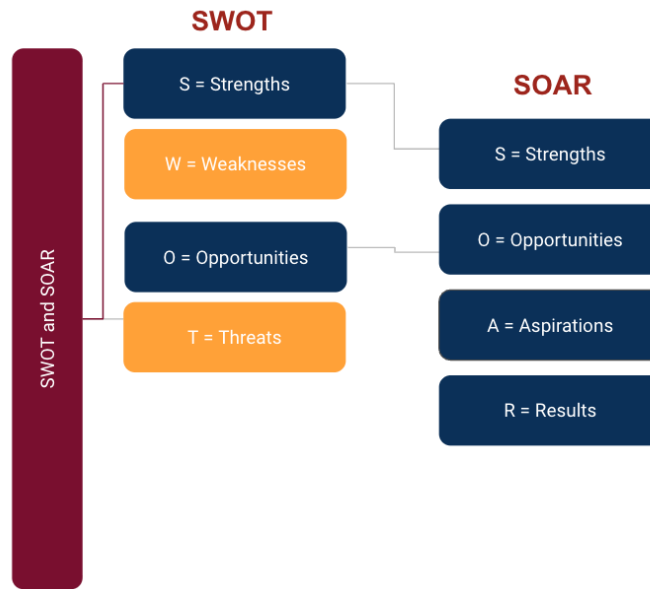 SWOT
SOAR
SWOT and SOAR
S = Strengths
W = Weaknesses
O = Opportunities
T = Threats
S = Strengths
O = Opportunities
A = Aspirations
R = Results